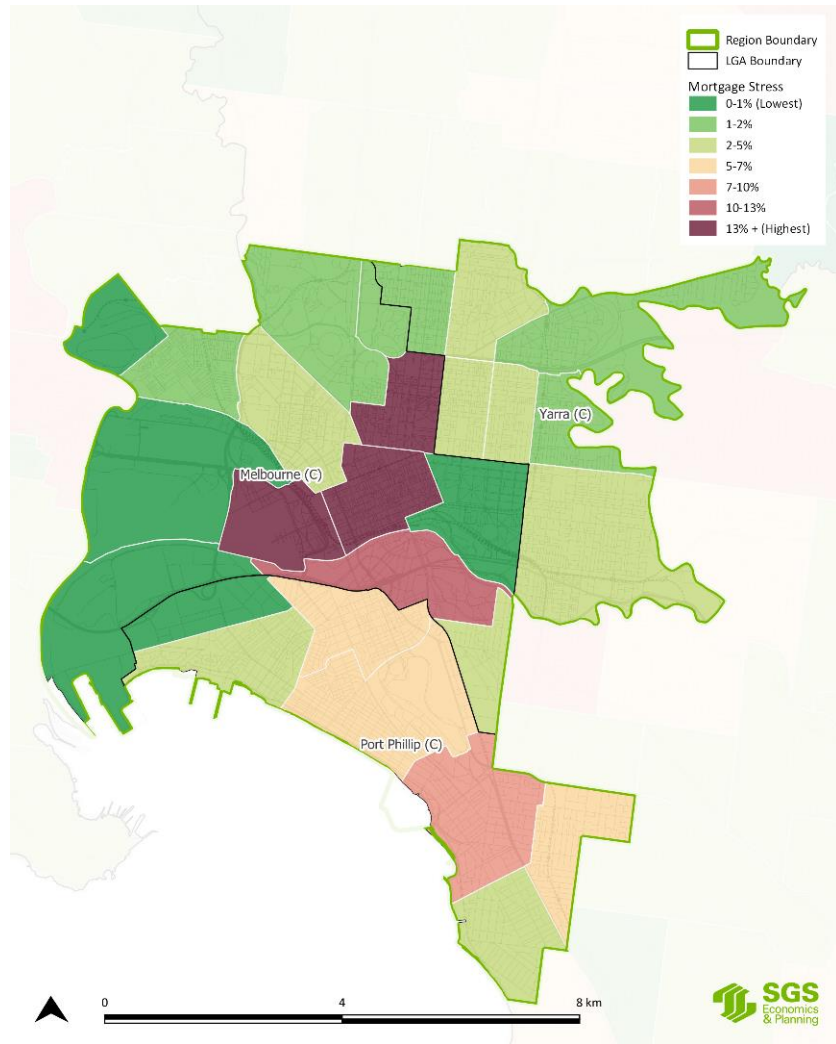 Region Boundary
LGA Boundary
Mortgage Stress
0-1% (Lowest)
1-2%
2-5%
5-7%
7-10%
10-13%
13% + (Highest)
Yarra (C)
Melbourne (C)
Port Phillip (C)
0
4
8 km
SGS
Economics
& Planning